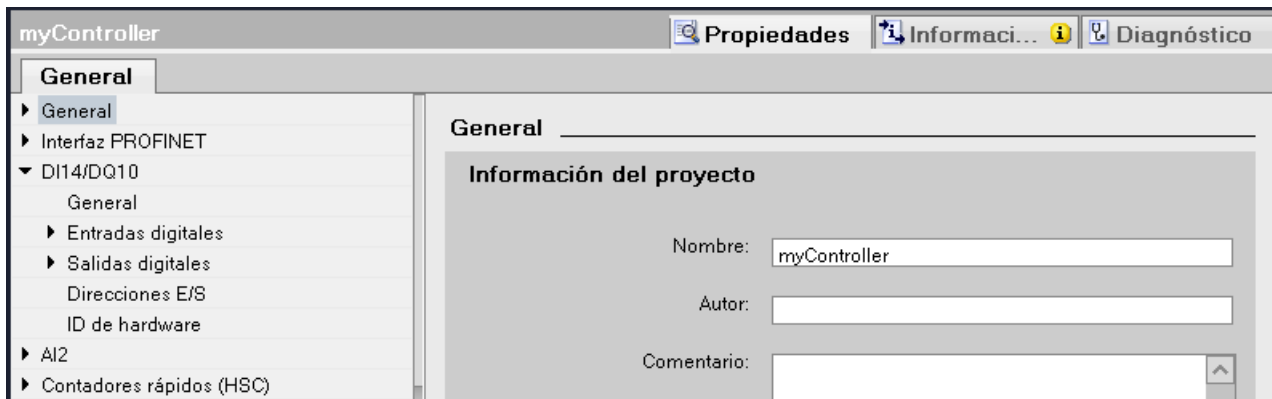 myController
Propiedades
Informaci...
Diagnóstico
General
General
Interfaz PROFINET
DI14/DQ10
General
Entradas digitales
Salidas digitales
Direcciones E/S
ID de hardware
AI2
Contadores rápidos (HSC)
General
Información del proyecto
Nombre: myController
Autor:
Comentario: